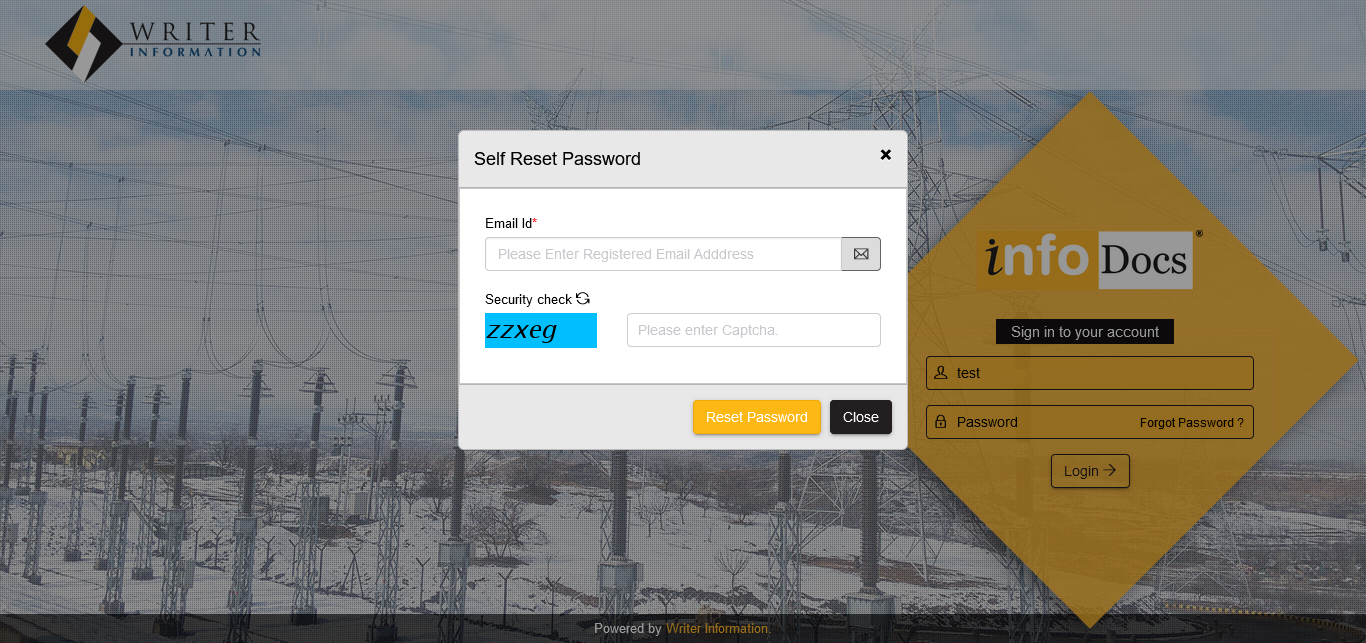 WRITER
INFORMATION
Self Reset Password
Email Id*
Please Enter Registered Email Adddress
Security check
zzxeg
Please enter Captcha.
Reset Password
Close
info Docs®
Sign in to your account
test
Password
Forgot Password ?
Login
Powered by Writer Information.